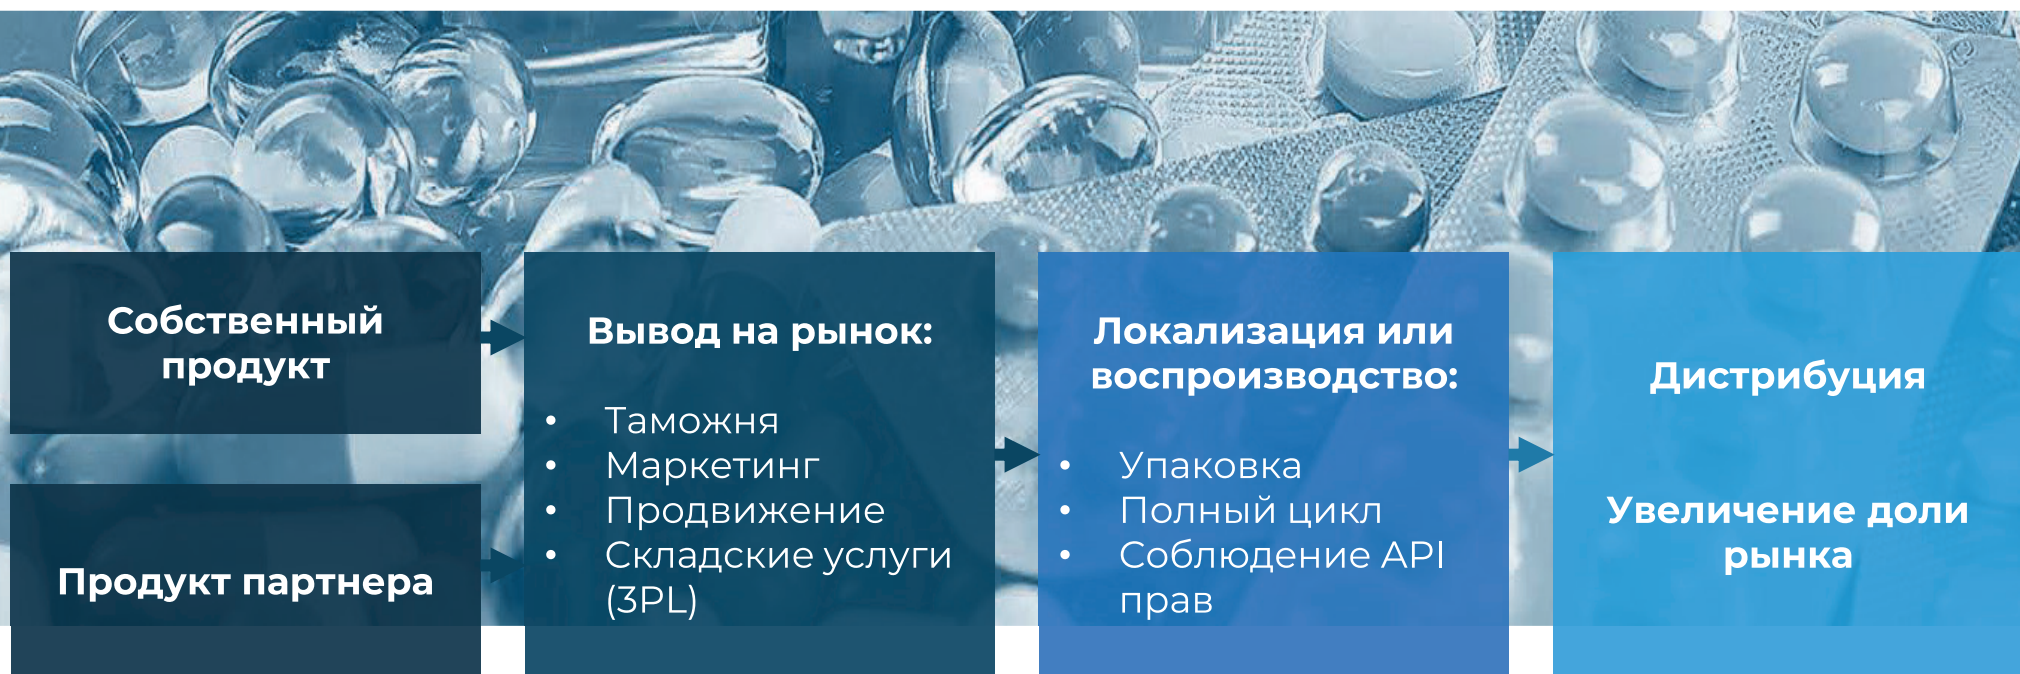 Собственный
продукт
Продукт партнера
Вывод на рынок:
• Таможня
• Маркетинг
• Продвижение
• Складские услуги
(3PL)
Локализация или
воспроизводство:
• Упаковка
• Полный цикл
• Соблюдение API
прав
Дистрибуция
Увеличение доли
рынка